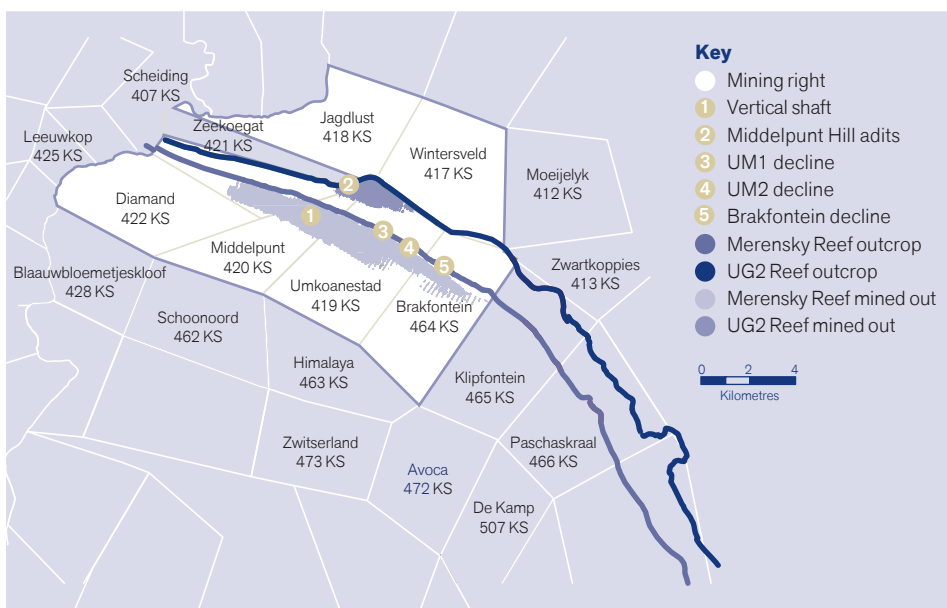 Scheiding
407 KS
Leeuwkop
425 KS
Zeekoegat
421 KS
Jagdlust
418 KS
Wintersveld
417 KS
Moeijelyk
412 KS
Diamand
422 KS
2
1
3
4
5
Middelpunt
420 KS
Umkoanestad
419 KS
Brakfontein
464 KS
Zwartkoppies
413 KS
Blaauwbloemetjeskloof
428 KS
Schoonoord
462 KS
Himalaya
463 KS
Klipfontein
465 KS
Zwitserland
473 KS
Avoca
472 KS
Paschaskraal
466 KS
De Kamp
507 KS
Key
Mining right
1 Vertical shaft
2 Middelpunt Hill adits
3 UM1 decline
4 UM2 decline
5 Brakfontein decline
Merensky Reef outcrop
UG2 Reef outcrop
Merensky Reef mined out
UG2 Reef mined out
0 2 4
Kilometres